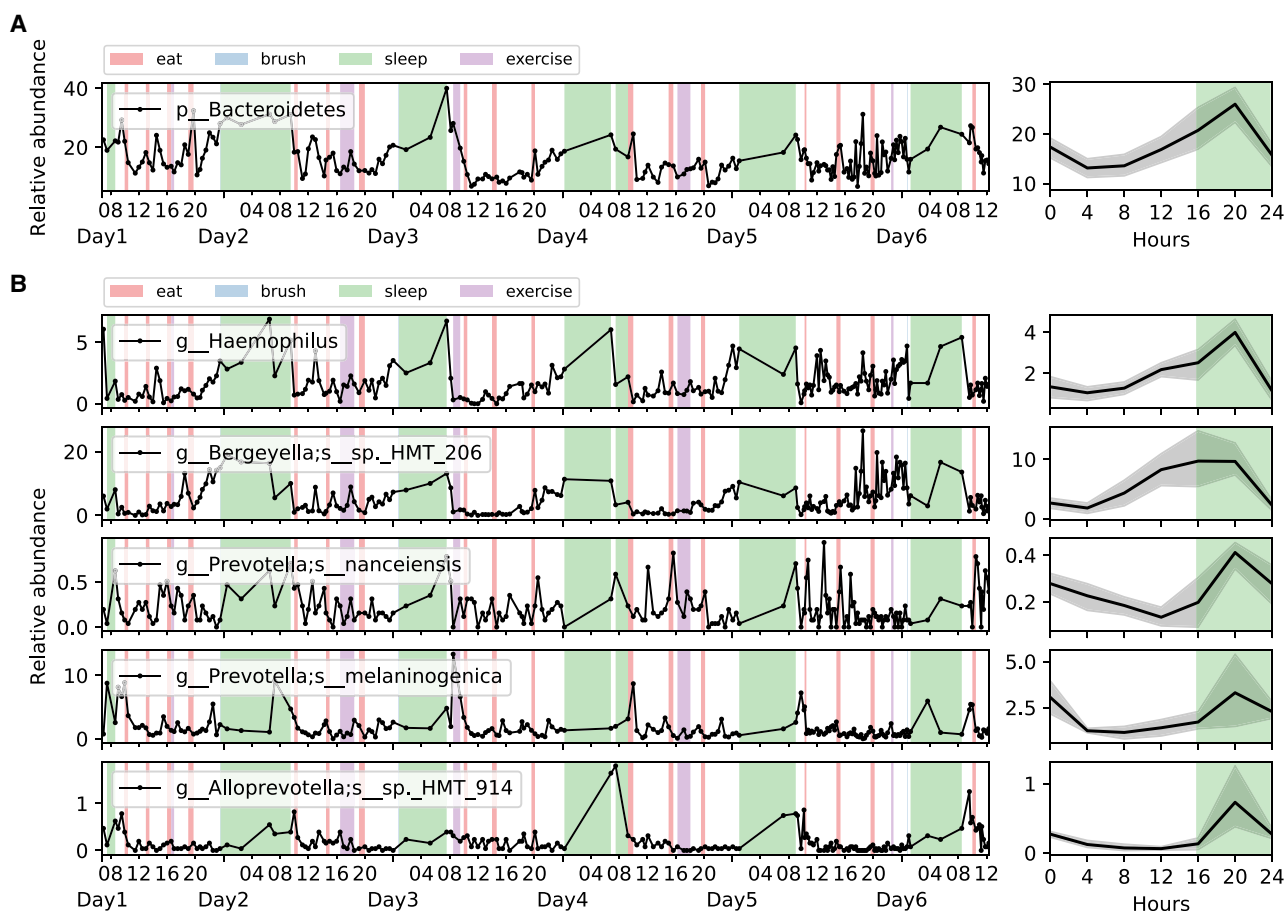 A
eat brush sleep exercise
Relative abundance
40
20
p__Bacteroidetes
08 12 16 20 04 08 12 16 20 04 08 12 16 20 04 08 12 16 20 04 08 12 16 20 04 08 12
Day1 Day2 Day3 Day4 Day5 Day6
30
20
10
0 4 8 12 16 20 24
Hours
B
eat brush sleep exercise
Relative abundance
5
0
g__Haemophilus
4
2
20
0
g__Bergeyella;s__sp._HMT_206
10
0
0.5
0.0
g__Prevotella;s__nanceiensis
0.4
0.2
10
0
g__Prevotella;s__melaninogenica
5.0
2.5
1
0
g__Alloprevotella;s__sp._HMT_914
1
0
08 12 16 20 04 08 12 16 20 04 08 12 16 20 04 08 12 16 20 04 08 12 16 20 04 08 12
Day1 Day2 Day3 Day4 Day5 Day6
0 4 8 12 16 20 24
Hours